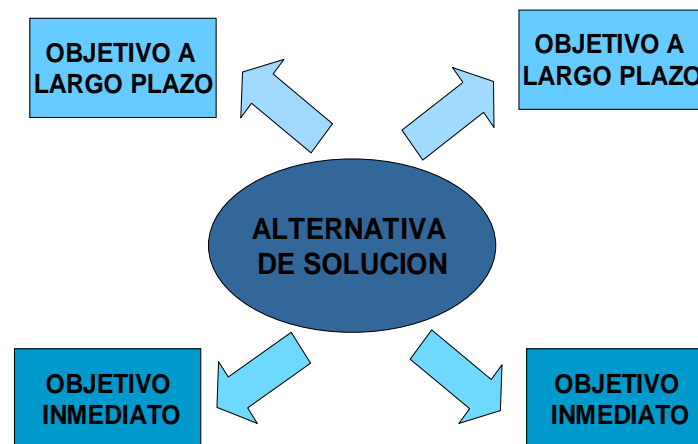 OBJETIVO A
LARGO PLAZO
OBJETIVO A
LARGO PLAZO
ALTERNATIVA
DE SOLUCION
OBJETIVO
INMEDIATO
OBJETIVO
INMEDIATO